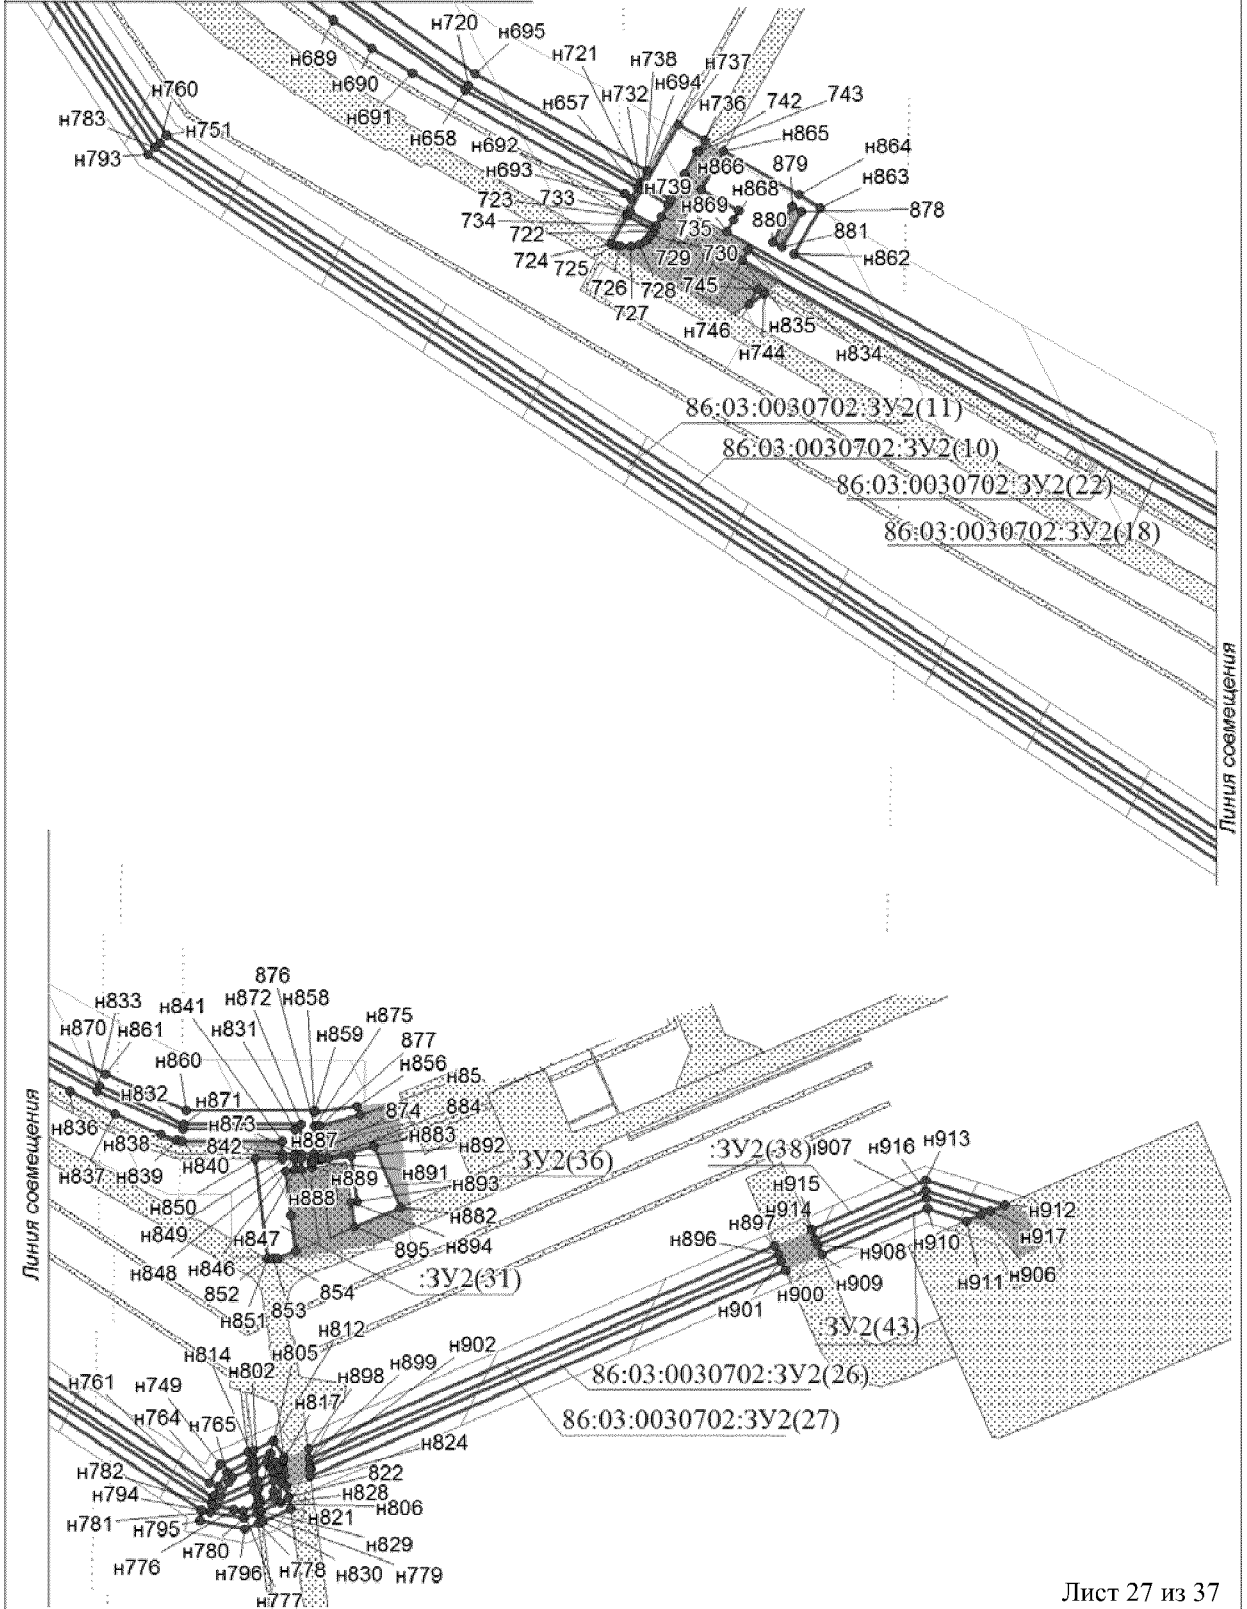 н720
н695
н689
н690
н721
н738
н737
н694
н732
н736
742
743
н760
н691
н657
н783
н751
н658
н692
н865
н793
н693
н866
879
н864
н739
н868
н863
723
733
н869
878
734
735
880
722
881
724
725
729
730
н862
726
728
745
727
н746
н835
н744
н834
86:03:0030702:ЗУ2(11)
86:03:0030702:ЗУ2(10)
86:03:0030702:ЗУ2(22)
86:03:0030702:ЗУ2(18)
Линия совмещения
876
н833
н841
н872
н858
н870
н861
н831
н859
н875
н860
877
н856
н832
н871
н85
н836
н873
874
884
н838
842
н887
н883
н892
н840
:ЗУ2(36)
н837
н839
н889
н891
н850
н888
н893
н849
н847
н882
н848
н846
895
н894
852
854
:ЗУ2(31)
н851
853
Линия совмещения
:ЗУ2(38)
н907
н916
н913
н915
н914
н897
н912
н896
н908
н910
н917
н909
н906
н901
н900
н911
:ЗУ2(43)
н812
н814
н805
н902
н802
н899
н761
н749
н898
86:03:0030702:ЗУ2(26)
н764
н817
н765
86:03:0030702:ЗУ2(27)
н824
н782
822
н794
н828
н806
н781
н795
н821
н780
н829
н776
н796
н778
н830
н779
н777
Лист 27 из 37